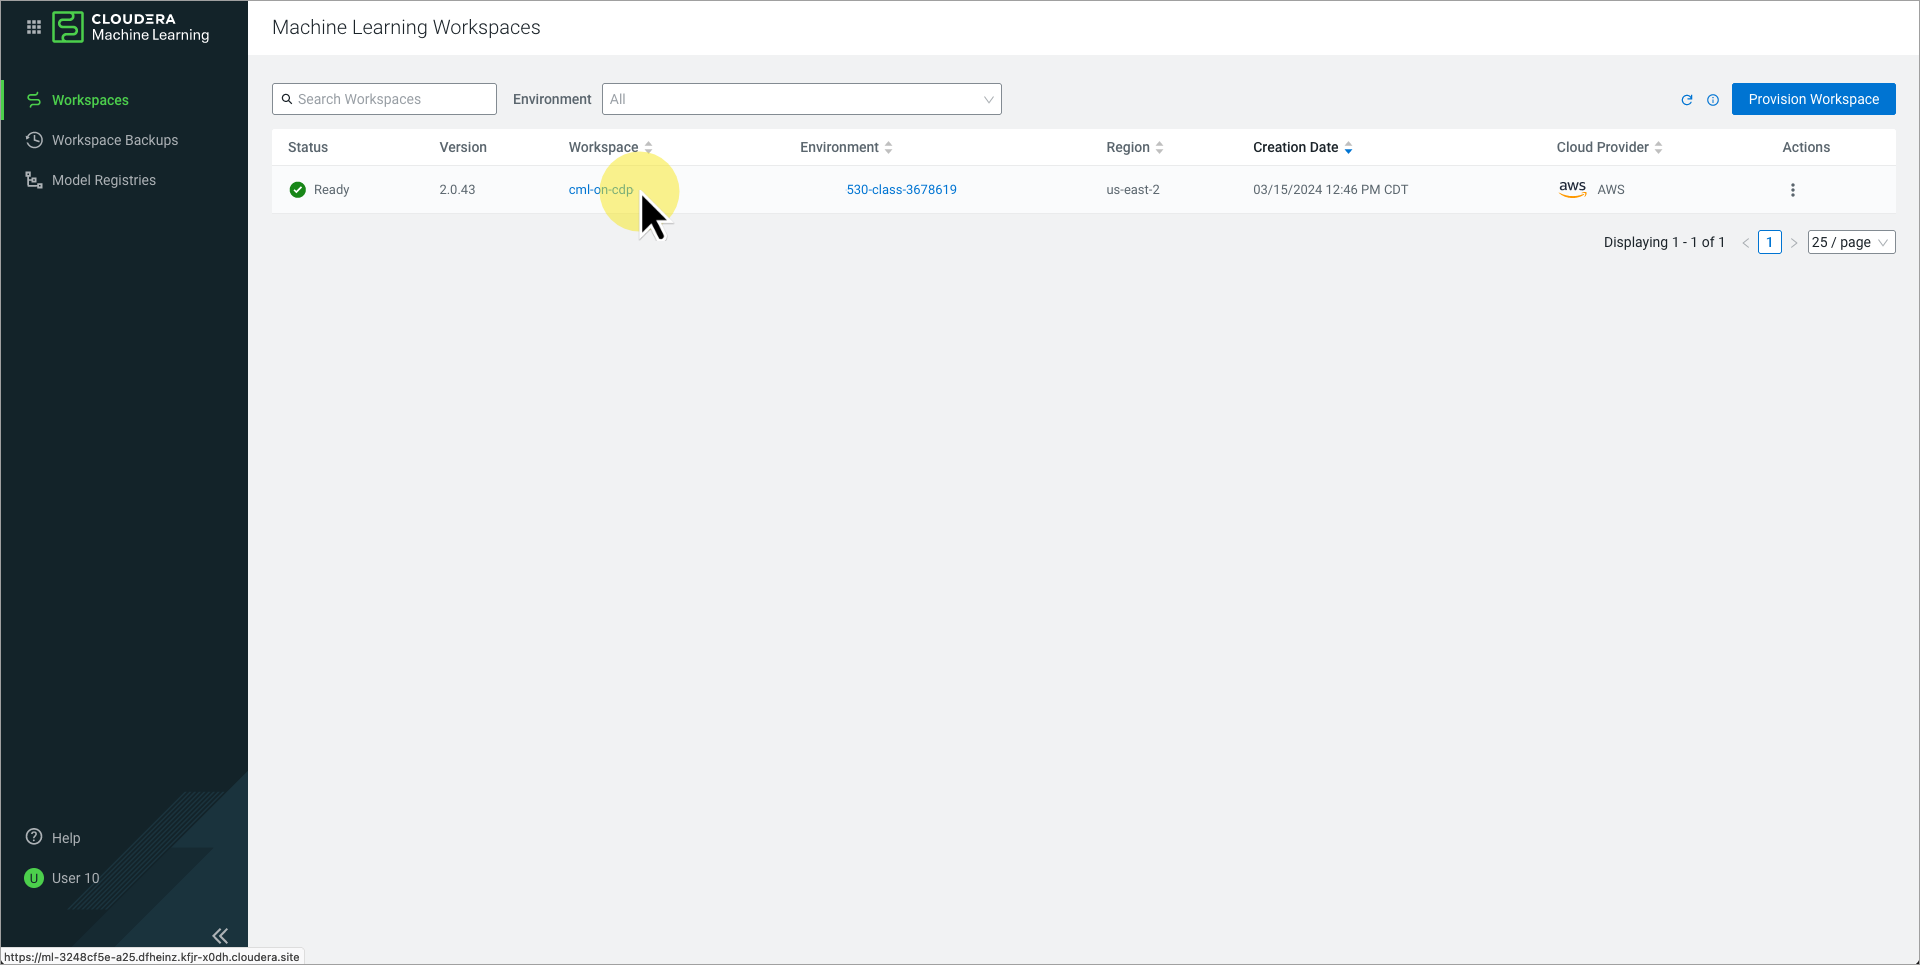 CLOUDERA
Machine Learning
Machine Learning Workspaces
Workspaces
Workspace Backups
Model Registries
Search Workspaces
Environment
All
Provision Workspace
Status Version Workspace Environment Region Creation Date Cloud Provider Actions
Ready 2.0.43 cml-on-cdp 530-class-3678619 us-east-2 03/15/2024 12:46 PM CDT aws AWS
Displaying 1 - 1 of 1 1 25 / page
Help
U User 10
https://ml-3248cf5e-a25.dfheinz.kfjr-x0dh.cloudera.site